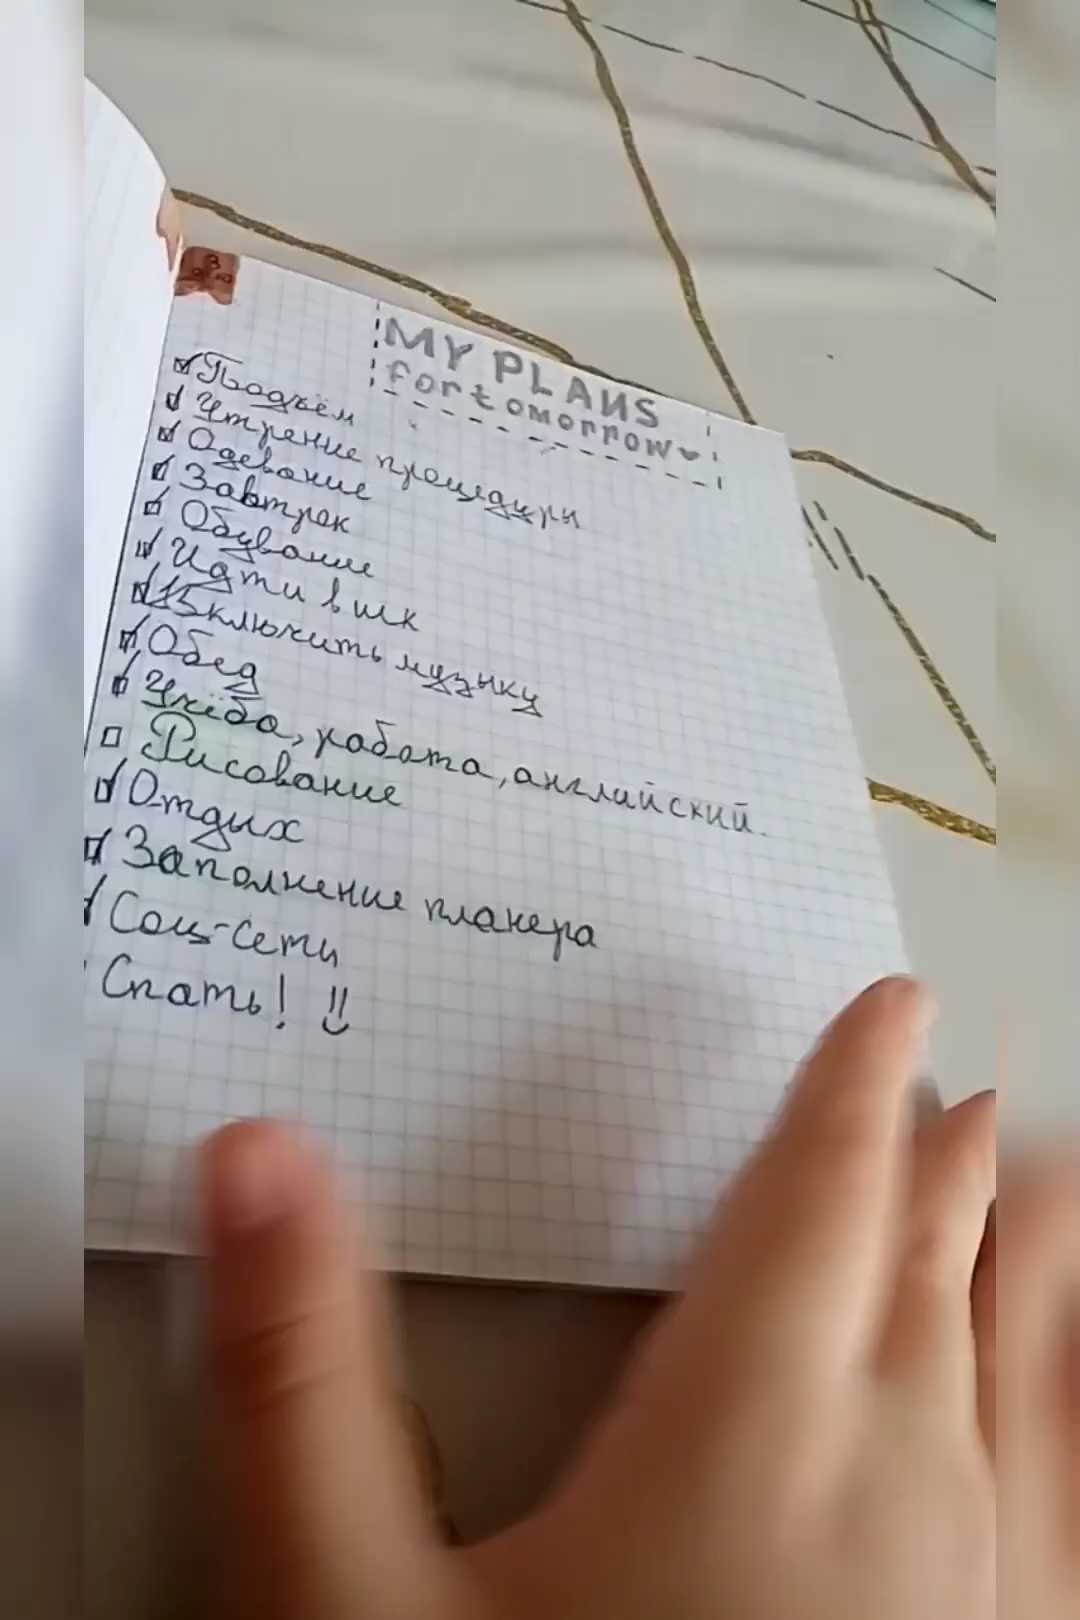 MY PLANS
for tomorrow
Подъём
Утрение процедуры
Одевание
Завтрак
Обувание
Идти в шк
Включить музыку
Обед
Учёба, работа, английский.
Рисование
Отдых
Заполнение планера
Соц-сети
Спать!